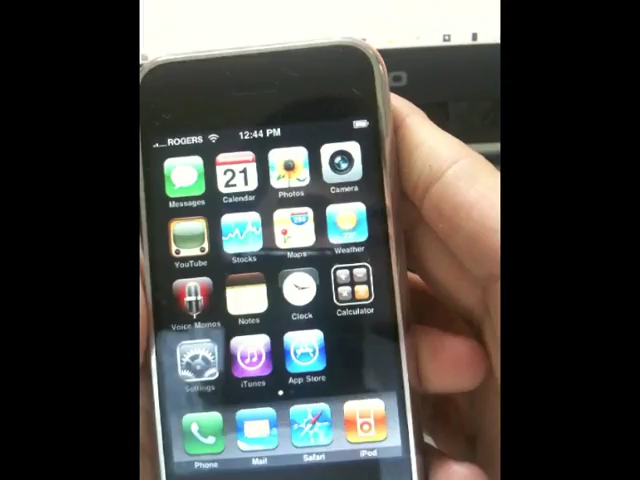 ROGERS 12:44 PM
21
Messages Calendar Photos Camera
YouTube Stocks Maps Weather
Voice Memos Notes Clock Calculator
Settings iTunes App Store
Phone Mail Safari iPod